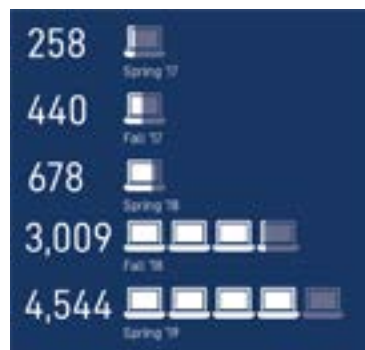 258
Spring '17
440
Fall '17
678
Spring '18
3,009
Fall '18
4,544
Spring '19